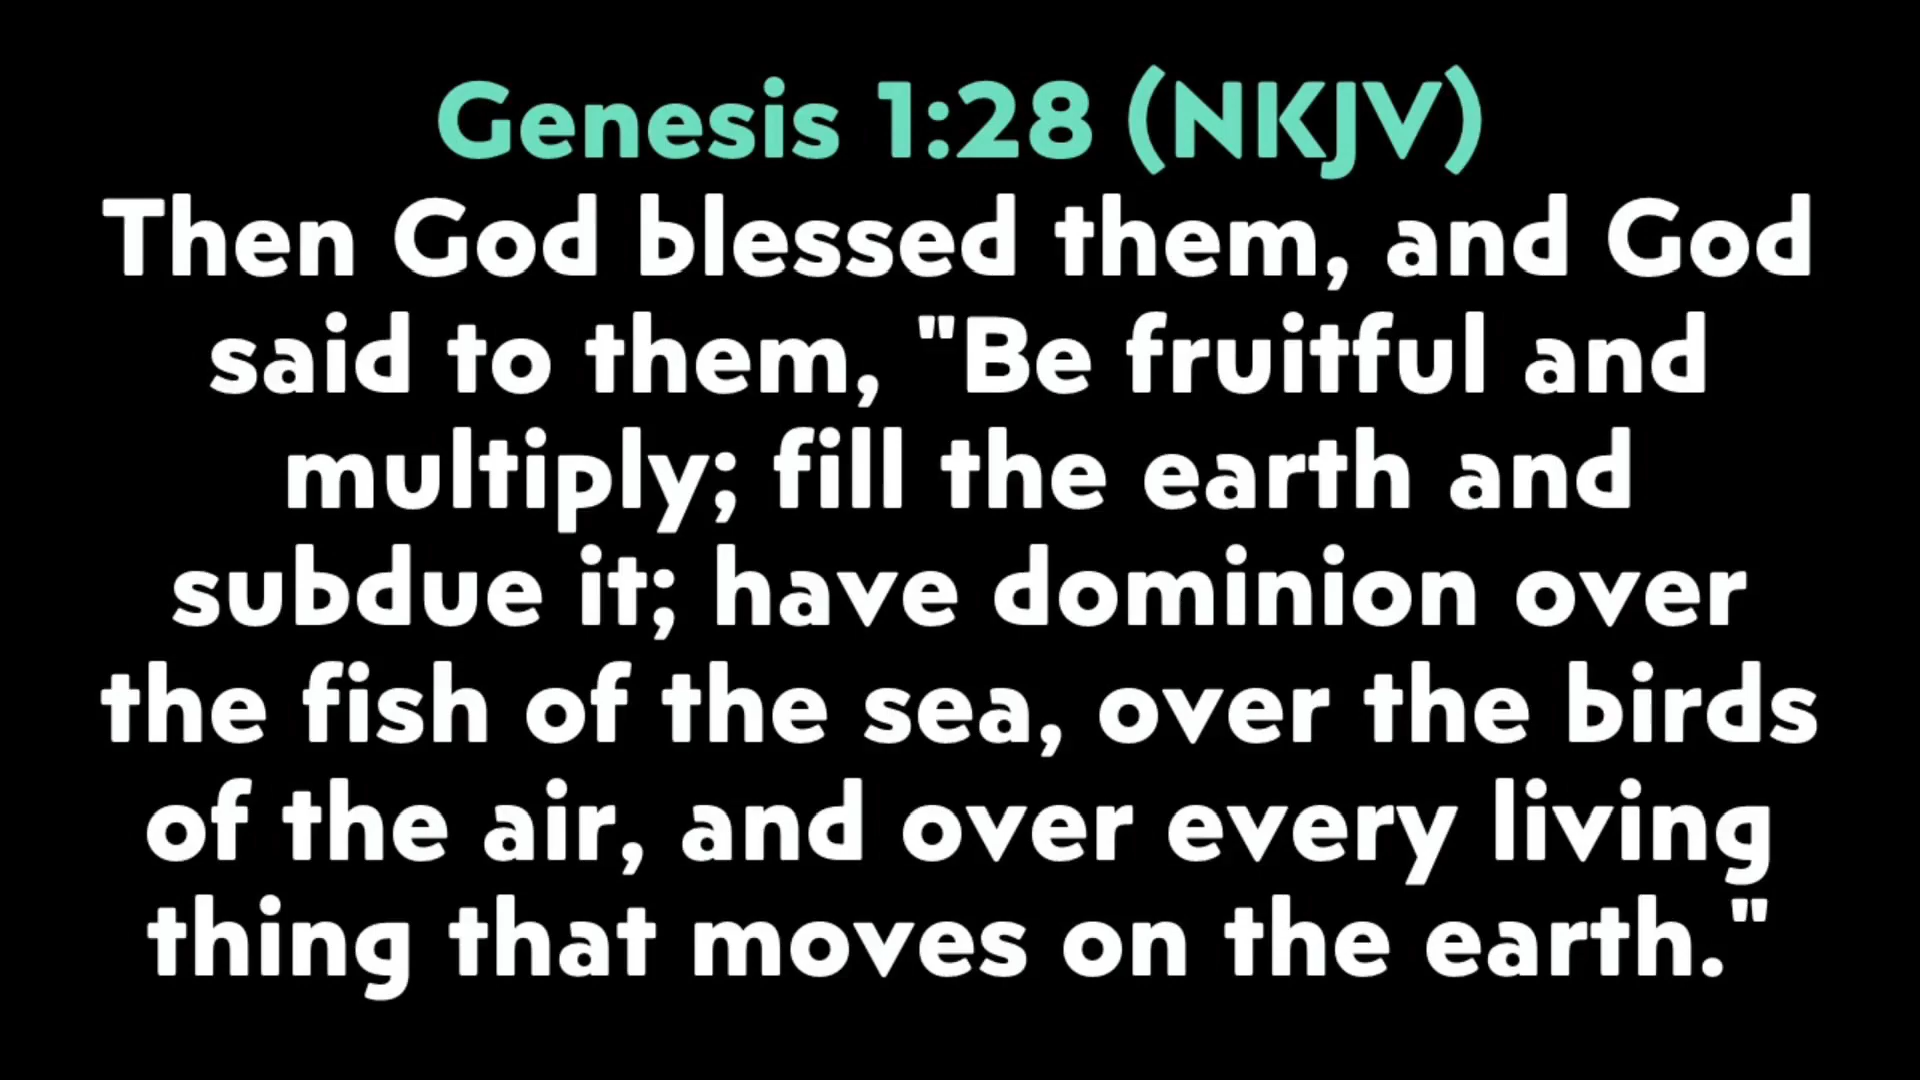 Genesis 1:28 (NKJV)
Then God blessed them, and God
said to them, "Be fruitful and
multiply; fill the earth and
subdue it; have dominion over
the fish of the sea, over the birds
of the air, and over every living
thing that moves on the earth."